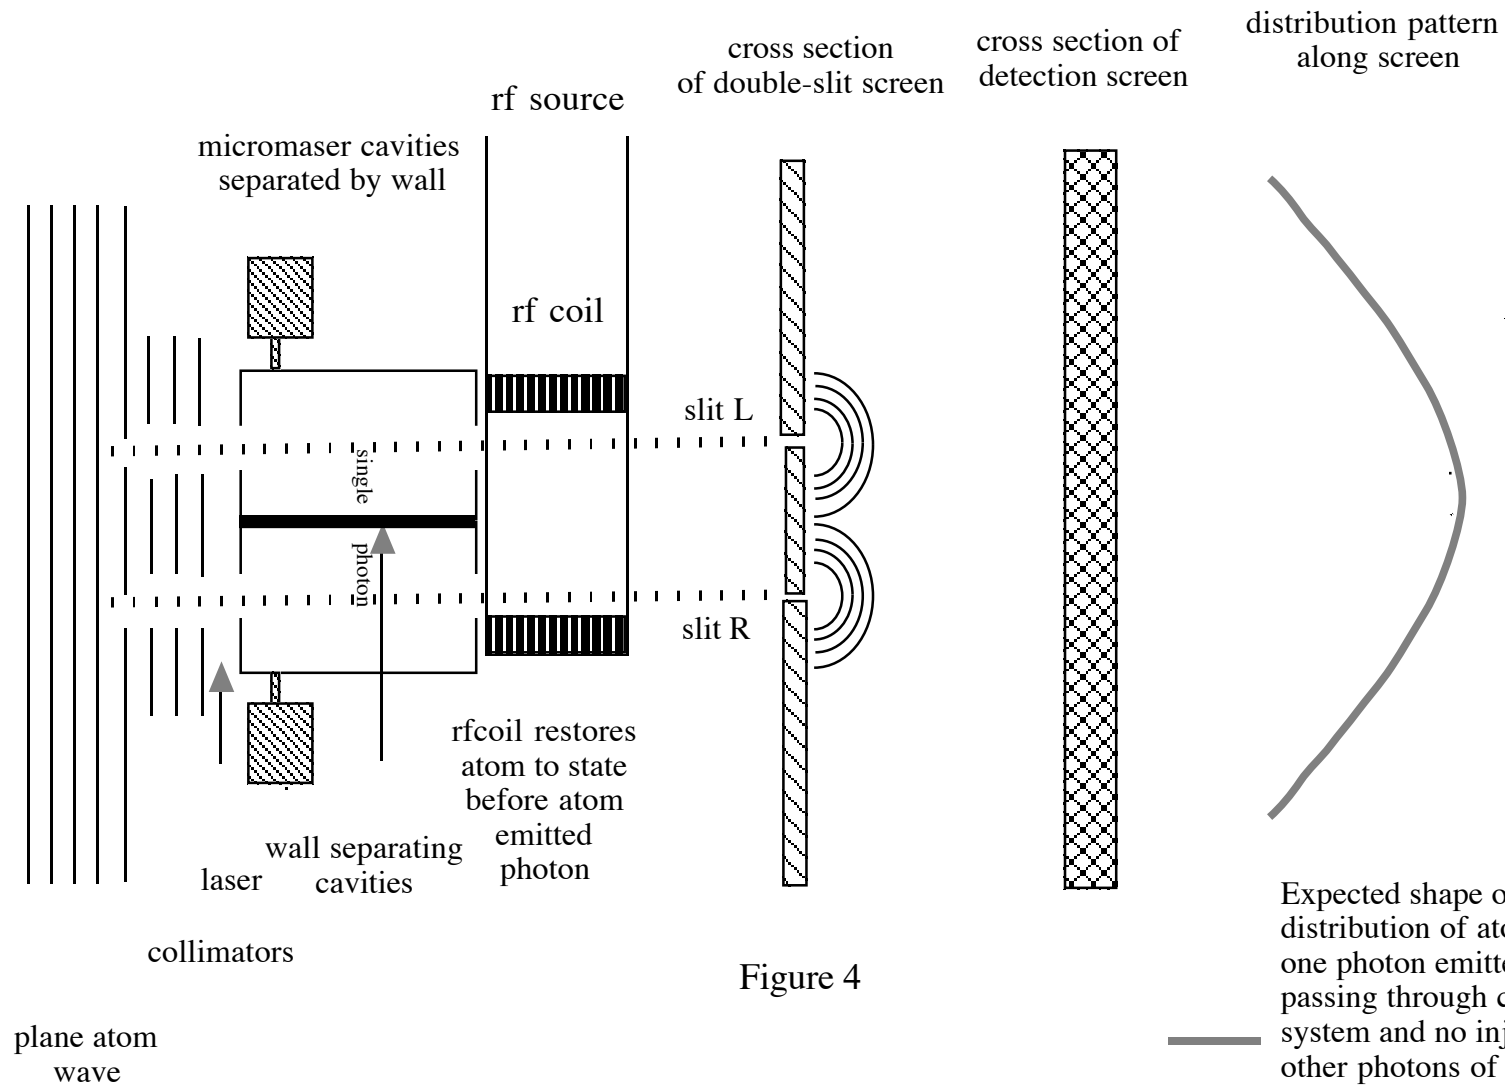 distribution pattern
along screen
cross section
of double-slit screen
cross section of
detection screen
rf source
micromaser cavities
separated by wall
rf coil
slit L
single
photon
slit R
rfcoil restores
atom to state
before atom
emitted
photon
wall separating
cavities
laser
collimators
Figure 4
plane atom
wave
Expected shape
distribution of
one photon
passing through
system and no
other photons of